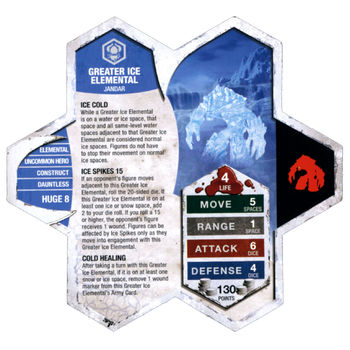 GREATER ICE
ELEMENTAL
JANDAR
ELEMENTAL
UNCOMMON HERO
CONSTRUCT
DAUNTLESS
HUGE 8
ICE COLD
While a Greater Ice Elemental
is on a water or ice space, that
space and all same-level water
spaces adjacent to that Greater Ice
Elemental are considered normal
ice spaces. Figures do not have
to stop their movement on normal
ice spaces.
ICE SPIKES 15
If an opponent's figure moves
adjacent to this Greater Ice
Elemental, roll the 20-sided die. If
this Greater Ice Elemental is on at
least one ice or snow space, add
2 to your die roll. If you roll a 15
or higher, the opponent's figure
receives 1 wound. Figures can be
affected by Ice Spikes only as they
move into engagement with this
Greater Ice Elemental.
COLD HEALING
After taking a turn with this Greater
Ice Elemental, if it is on at least one
snow or ice space, remove 1 wound
marker from this Greater Ice
Elemental's Army Card.
4
LIFE
MOVE 5 SPACES
RANGE 1 SPACE
ATTACK 6 DICE
DEFENSE 4 DICE
130
POINTS